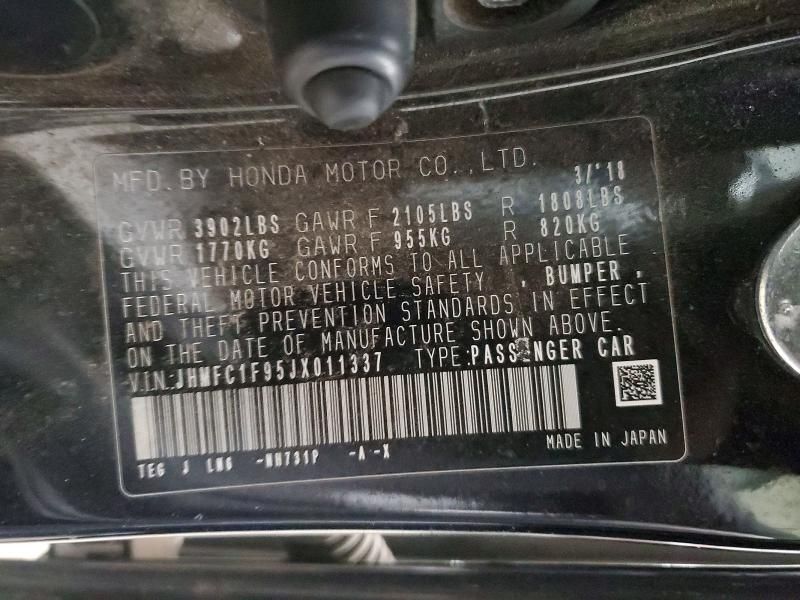 MFD. BY HONDA MOTOR CO., LTD. 3/'18
GVWR 3902LBS GAWR F 2105LBS R 1808LBS
GVWR 1770KG GAWR F 955KG R 820KG
THIS VEHICLE CONFORMS TO ALL APPLICABLE
FEDERAL MOTOR VEHICLE SAFETY, BUMPER,
AND THEFT PREVENTION STANDARDS IN EFFECT
ON THE DATE OF MANUFACTURE SHOWN ABOVE.
VIN:JHMFC1F95JX011337 TYPE:PASSENGER CAR
MADE IN JAPAN
TEG J -NH731P -A -X